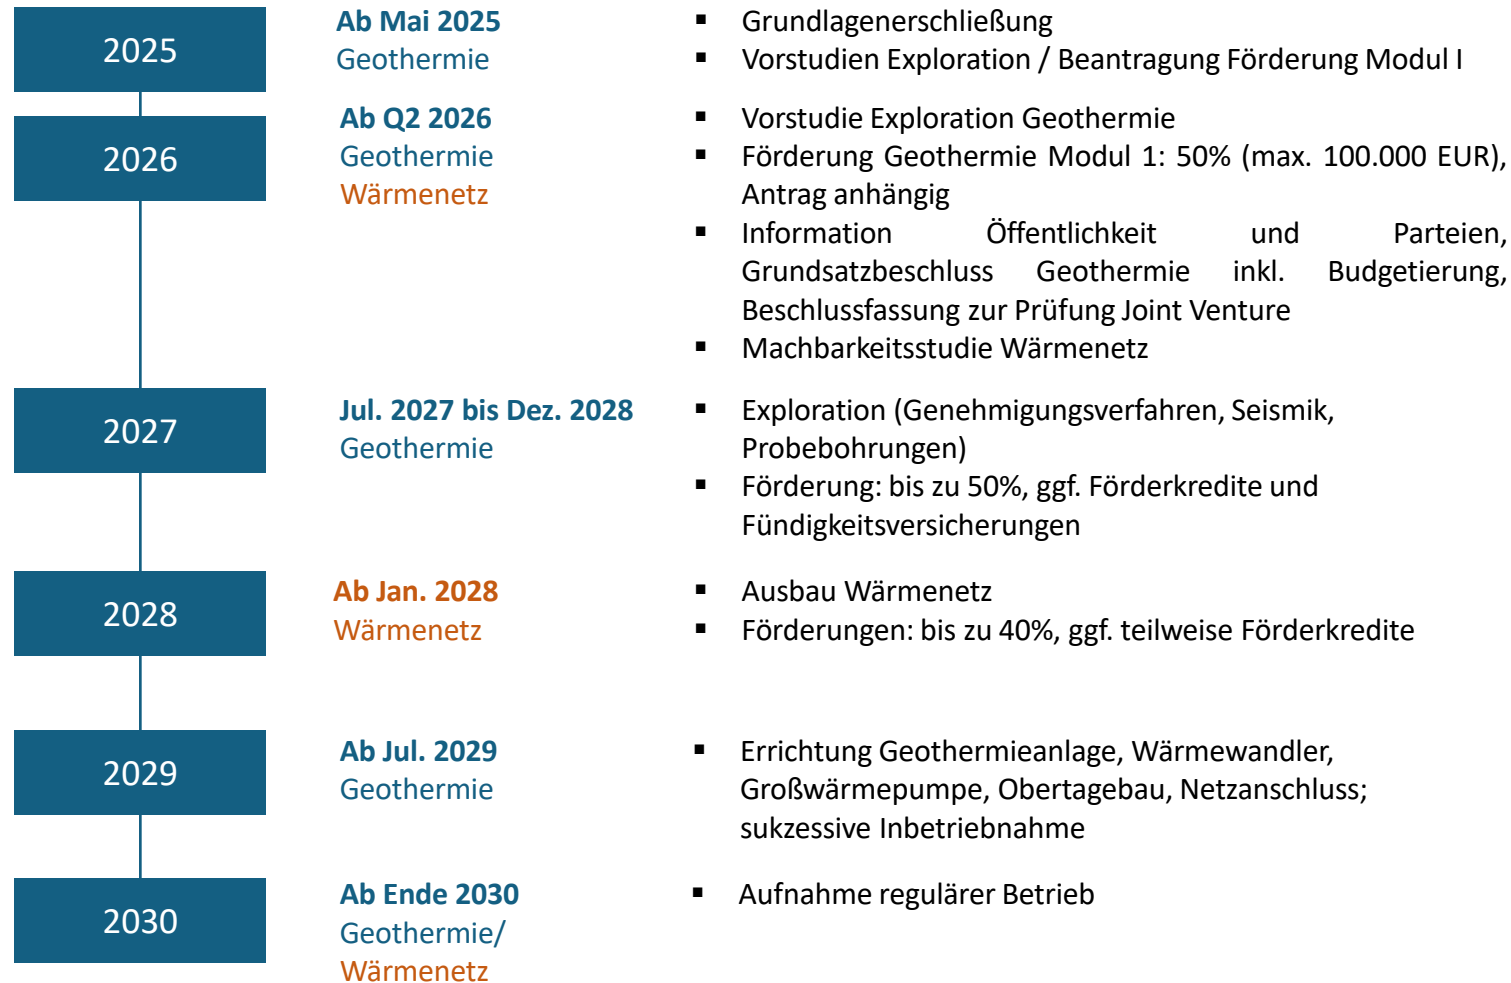 2025
Ab Mai 2025
Geothermie
▪ Grundlagenerschließung
▪ Vorstudien Exploration / Beantragung Förderung Modul I
2026
Ab Q2 2026
Geothermie
Wärmenetz
▪ Vorstudie Exploration Geothermie
▪ Förderung Geothermie Modul 1: 50% (max. 100.000 EUR),
Antrag anhängig
▪ Information Öffentlichkeit und Parteien,
Grundsatzbeschluss Geothermie inkl. Budgetierung,
Beschlussfassung zur Prüfung Joint Venture
▪ Machbarkeitsstudie Wärmenetz
2027
Jul. 2027 bis Dez. 2028
Geothermie
▪ Exploration (Genehmigungsverfahren, Seismik,
Probebohrungen)
▪ Förderung: bis zu 50%, ggf. Förderkredite und
Fündigkeitsversicherungen
2028
Ab Jan. 2028
Wärmenetz
▪ Ausbau Wärmenetz
▪ Förderungen: bis zu 40%, ggf. teilweise Förderkredite
2029
Ab Jul. 2029
Geothermie
▪ Errichtung Geothermieanlage, Wärmewandler,
Großwärmepumpe, Obertagebau, Netzanschluss;
sukzessive Inbetriebnahme
2030
Ab Ende 2030
Geothermie/
Wärmenetz
▪ Aufnahme regulärer Betrieb